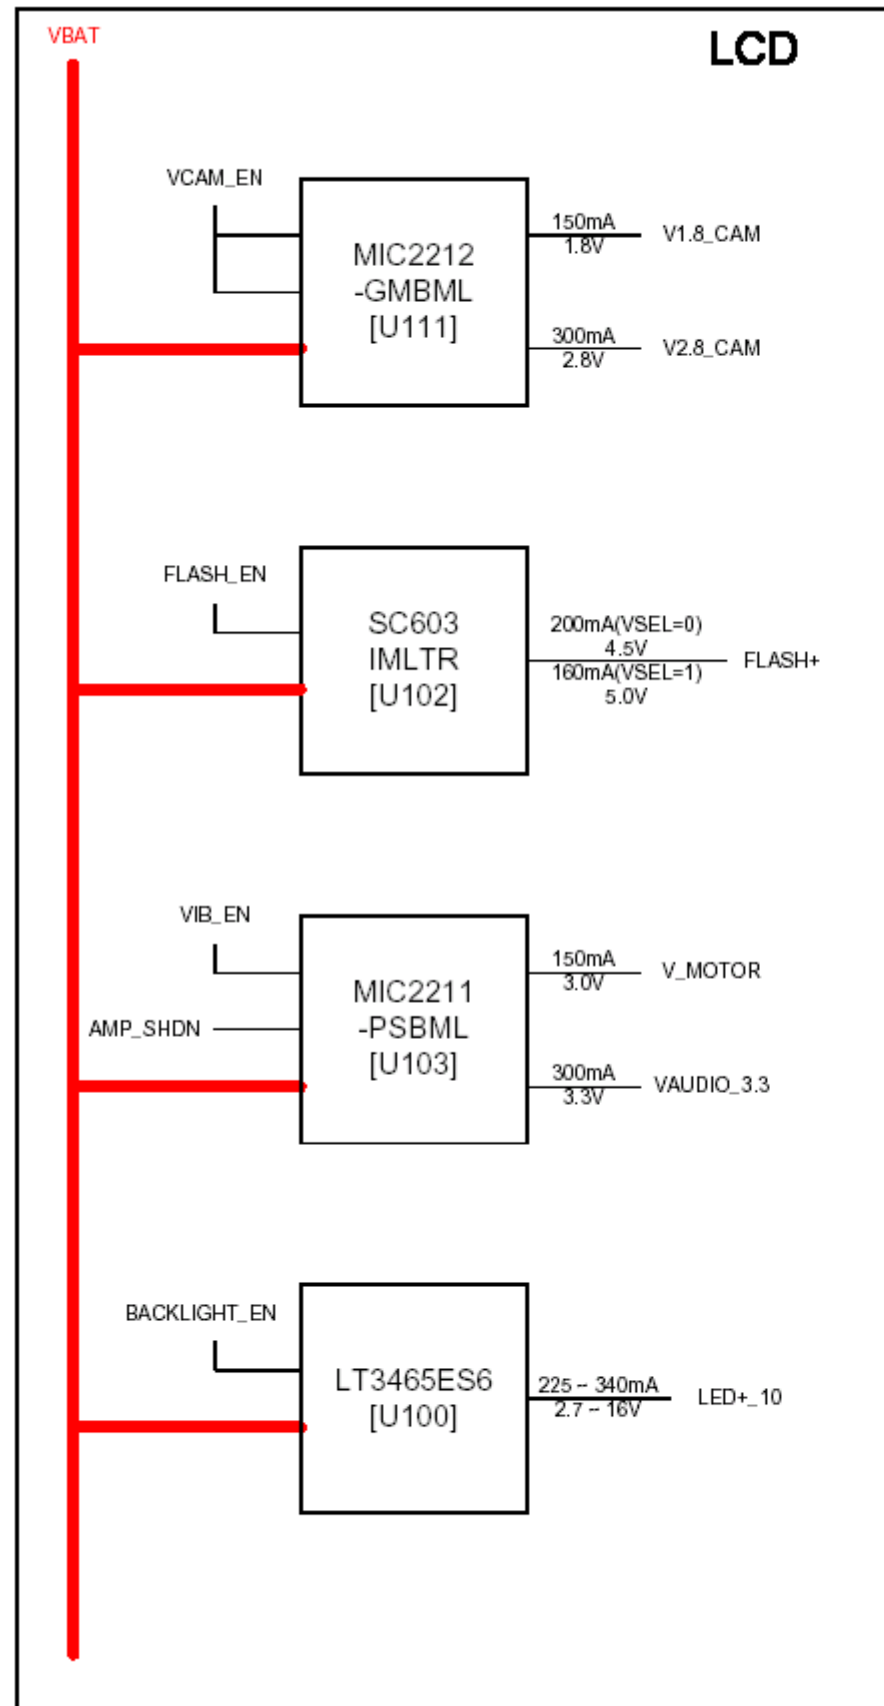 VBAT
LCD
VCAM_EN
MIC2212
-GMBML
[U111]
150mA
1.8V
V1.8_CAM
300mA
2.8V
V2.8_CAM
FLASH_EN
SC603
IMLTR
[U102]
200mA(VSEL=0)
4.5V
160mA(VSEL=1)
5.0V
FLASH+
VIB_EN
AMP_SHDN
MIC2211
-PSBML
[U103]
150mA
3.0V
V_MOTOR
300mA
3.3V
VAUDIO_3.3
BACKLIGHT_EN
LT3465ES6
[U100]
225 ~ 340mA
2.7 ~ 16V
LED+_10